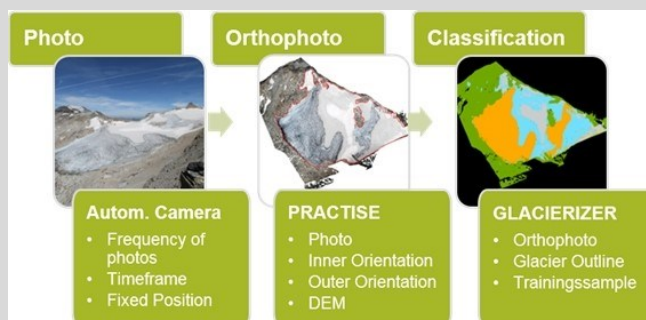 Photo
Orthophoto
Classification
Autom. Camera
• Frequency of
photos
• Timeframe
• Fixed Position
PRACTISE
• Photo
• Inner Orientation
• Outer Orientation
• DEM
GLACIERIZER
• Orthophoto
• Glacier Outline
• Trainingssample